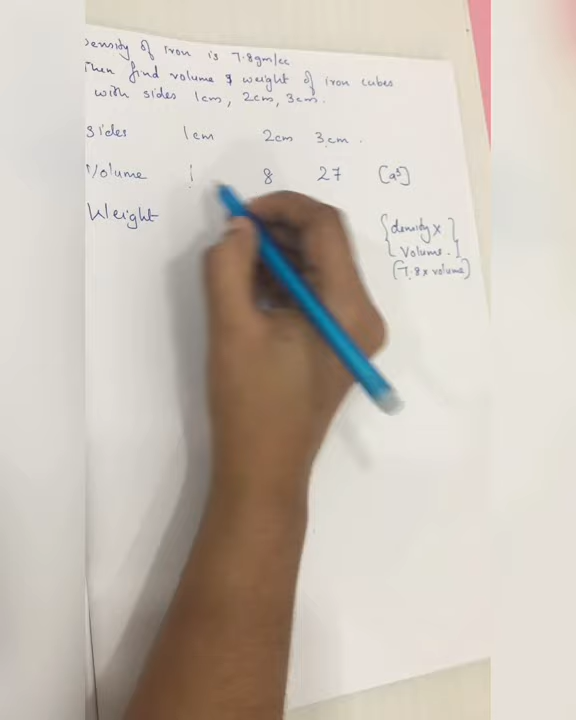 Density of iron is 7.8gm/cc.
Then find volume & weight of iron cubes
with sides 1cm, 2cm, 3cm.
Sides 1cm 2cm 3cm.
Volume 1 8 27 [a³]
Weight {density x
volume.]
(7.8 x volume)